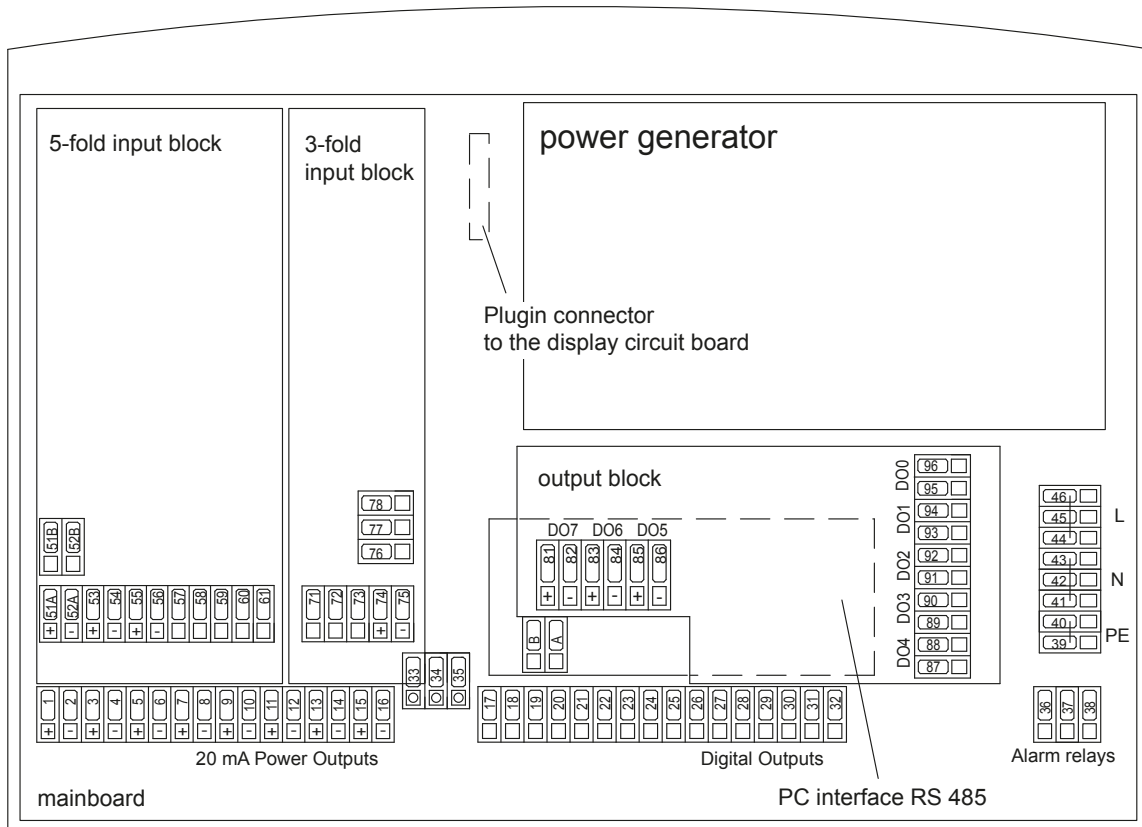 5-fold input block
3-fold
input block
power generator
Plugin connector
to the display circuit board
output block
DO0
96
95
DO1
94
93
DO2
92
91
DO3
90
89
DO4
88
87
46
45
44
L
43
42
41
N
40
39
PE
78
77
76
51B 52B
DO7 DO6 DO5
81 82 83 84 85 86
+ - + - + -
51A 52A 53 54 55 56 57 58 59 60 61
+ - + - + -
71 72 73 74 75
+ -
B A
33 34 35
1 2 3 4 5 6 7 8 9 10 11 12 13 14 15 16
+ - + - + - + - + - + - + - + -
17 18 19 20 21 22 23 24 25 26 27 28 29 30 31 32
36 37 38
20 mA Power Outputs
Digital Outputs
Alarm relays
mainboard
PC interface RS 485